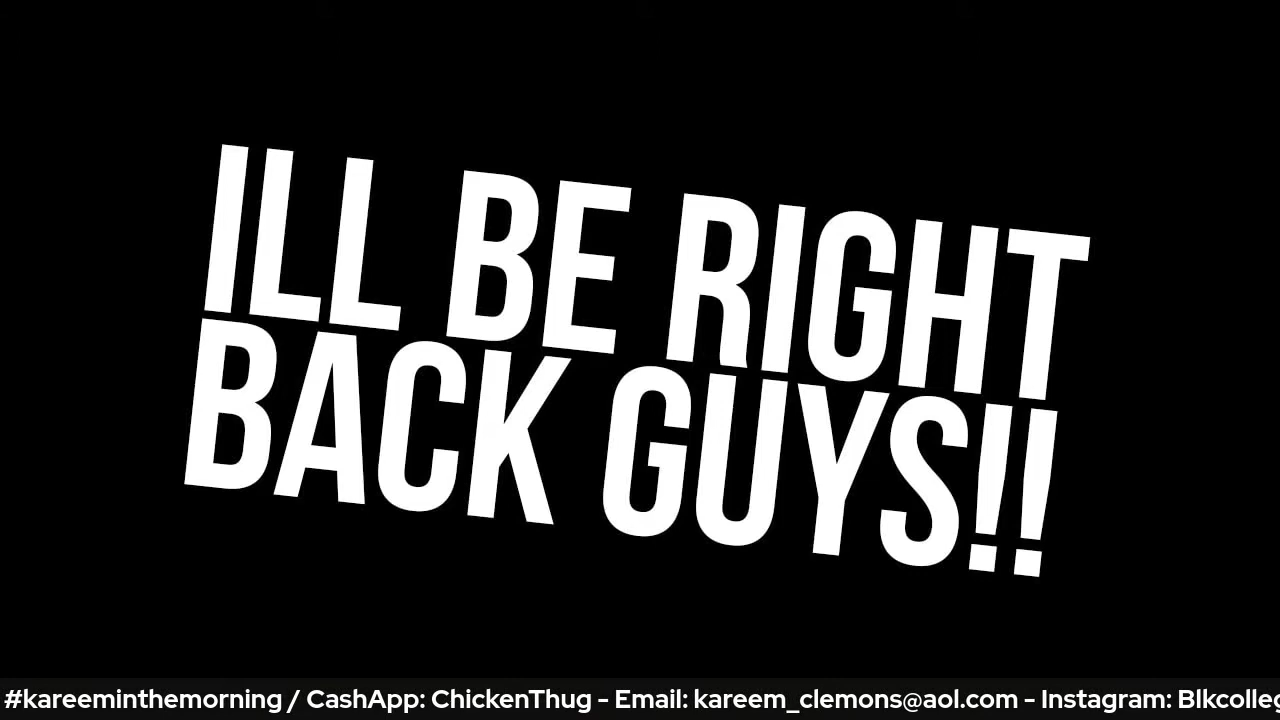 ILL BE RIGHT
BACK GUYS!!
#kareeminthemorning / CashApp: ChickenThug - Email: kareem_clemons@aol.com - Instagram: